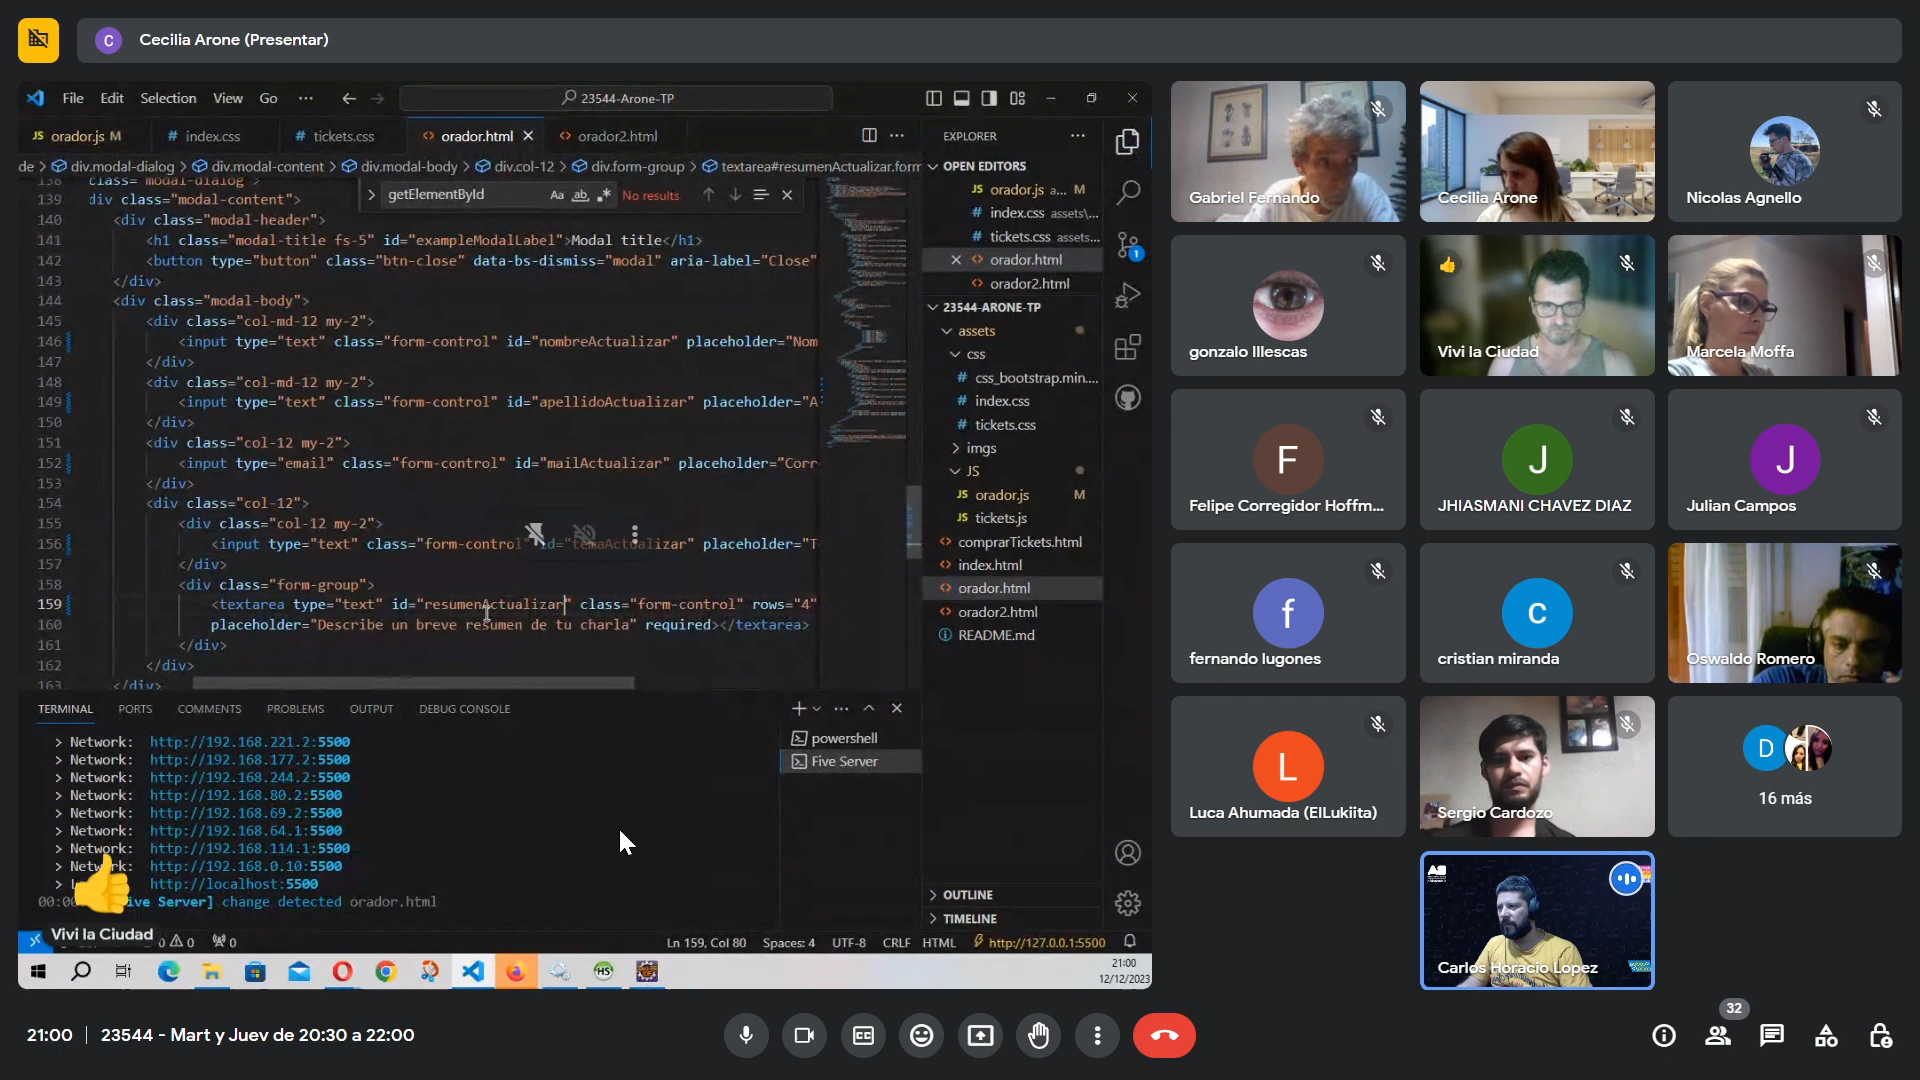 C
Cecilia Arone (Presentar)
File Edit Selection View Go
23544-Arone-TP
JS orador.js M
# index.css
# tickets.css
orador.html
orador2.html
de > div.modal-dialog > div.modal-content > div.modal-body > div.col-12 > div.form-group > textarea#resumenActualizar.form
getElementById
No results
class="modal-dialog">
139 div class="modal-content">
140 <div class="modal-header">
141 <h1 class="modal-title fs-5" id="exampleModalLabel">Modal title</h1>
142 <button type="button" class="btn-close" data-bs-dismiss="modal" aria-label="Close"
143 </div>
144 <div class="modal-body">
145 <div class="col-md-12 my-2">
146 <input type="text" class="form-control" id="nombreActualizar" placeholder="Nom
147 </div>
148 <div class="col-md-12 my-2">
149 <input type="text" class="form-control" id="apellidoActualizar" placeholder="A
150 </div>
151 <div class="col-12 my-2">
152 <input type="email" class="form-control" id="mailActualizar" placeholder="Corr
153 </div>
154 <div class="col-12">
155 <div class="col-12 my-2">
156 <input type="text" class="form-control" id="temaActualizar" placeholder="T
157 </div>
158 <div class="form-group">
159 <textarea type="text" id="resumenActualizar" class="form-control" rows="4"
160 placeholder="Describe un breve resumen de tu charla" required></textarea>
161 </div>
162 </div>
163 </div>
EXPLORER
OPEN EDITORS
JS orador.js a... M
# index.css assets\...
# tickets.css assets...
orador.html
orador2.html
23544-ARONE-TP
assets
css
# css_bootstrap.min....
# index.css
# tickets.css
imgs
JS
JS orador.js M
JS tickets.js
comprarTickets.html
index.html
orador.html
orador2.html
README.md
OUTLINE
TIMELINE
1
TERMINAL PORTS COMMENTS PROBLEMS OUTPUT DEBUG CONSOLE
> Network: http://192.168.221.2:5500
> Network: http://192.168.177.2:5500
> Network: http://192.168.244.2:5500
> Network: http://192.168.80.2:5500
> Network: http://192.168.69.2:5500
> Network: http://192.168.64.1:5500
> Network: http://192.168.114.1:5500
> Network: http://192.168.0.10:5500
> http://localhost:5500
00:00 ive Server] change detected orador.html
powershell
Five Server
Vivi la Ciudad
0 0 0
Ln 159, Col 80 Spaces: 4 UTF-8 CRLF HTML http://127.0.0.1:5500
21:00
12/12/2023
Gabriel Fernando
Cecilia Arone
Nicolas Agnello
gonzalo Illescas
Vivi la Ciudad
Marcela Moffa
F
Felipe Corregidor Hoffm...
J
JHIASMANI CHAVEZ DIAZ
J
Julian Campos
f
fernando lugones
c
cristian miranda
Oswaldo Romero
L
Luca Ahumada (ElLukiita)
Sergio Cardozo
D
16 más
Carlos Horacio Lopez
21:00 | 23544 - Mart y Juev de 20:30 a 22:00
32